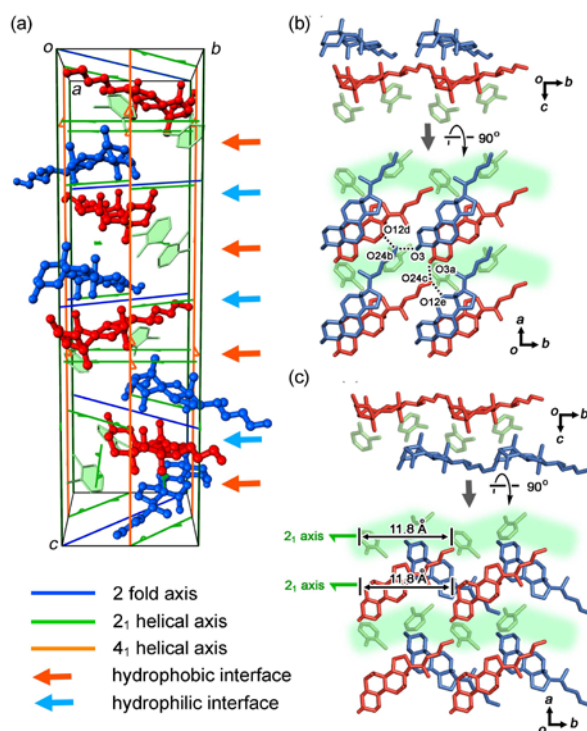 (a)
o
b
a
c
2 fold axis
2₁ helical axis
4₁ helical axis
hydrophobic interface
hydrophilic interface
(b)
o
b
c
90°
O12d
O24b
O3
O3a
O24c
O12e
a
o
b
(c)
o
b
c
90°
11.8 Å
2₁ axis
11.8 Å
2₁ axis
a
o
b